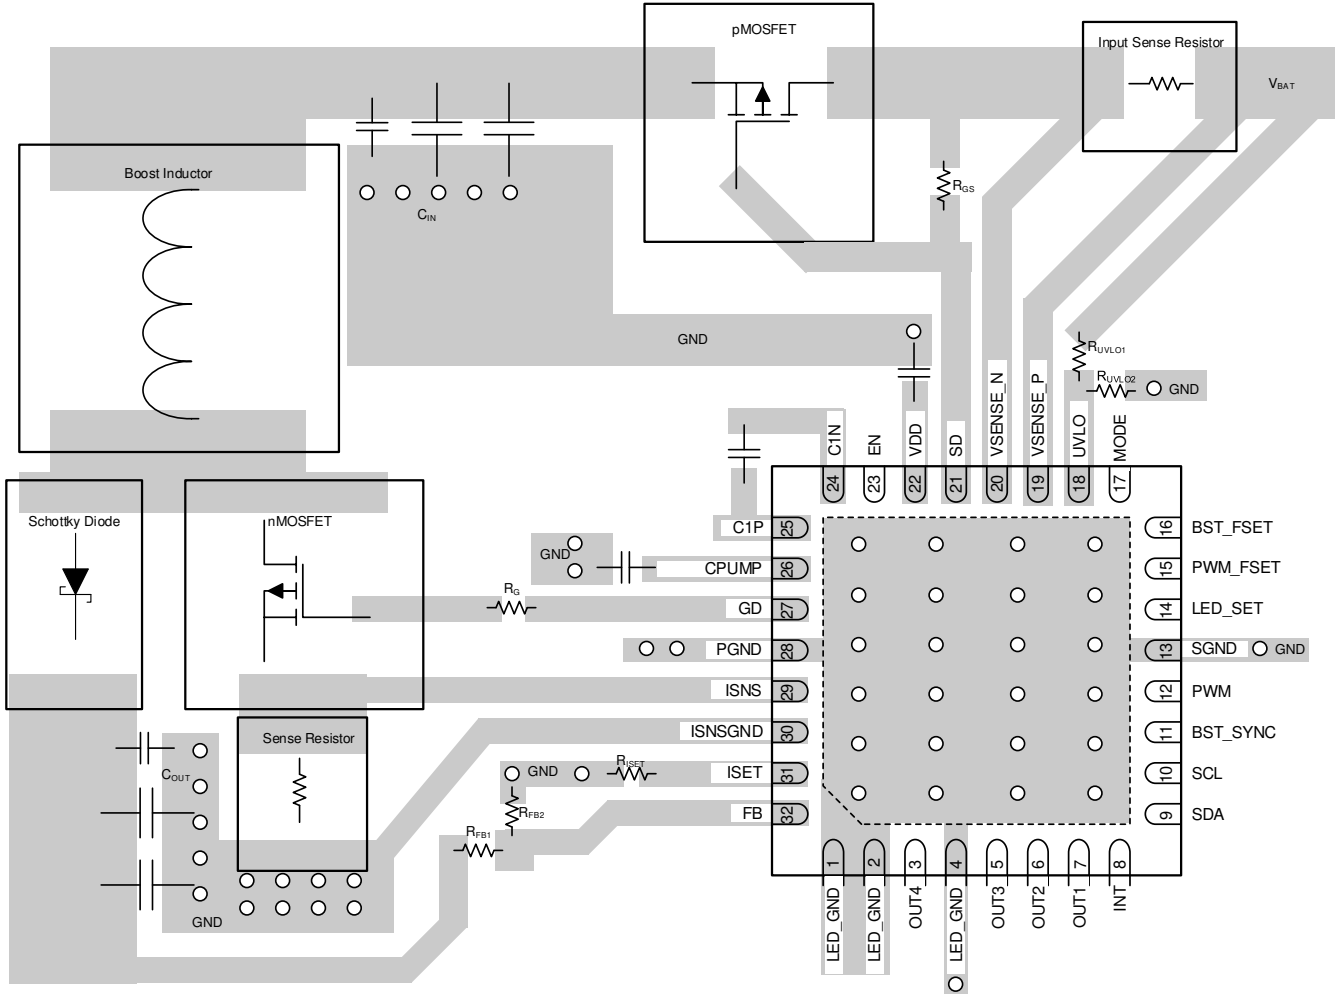 pMOSFET
Input Sense Resistor
VBAT
Boost Inductor
RGS
CIN
GND
RUVLO1
RUVLO2
GND
C1N
EN
VDD
SD
VSENSE_N
VSENSE_P
UVLO
MODE
24
23
22
21
20
19
18
17
Schottky Diode
nMOSFET
C1P
25
16
BST_FSET
GND
CPUMP
26
15
PWM_FSET
RG
GD
27
14
LED_SET
PGND
28
13
SGND
GND
ISNS
29
12
PWM
Sense Resistor
ISNSGND
30
11
BST_SYNC
COUT
GND
RISET
ISET
31
10
SCL
RFB2
FB
32
9
SDA
RFB1
1
2
3
4
5
6
7
8
GND
LED_GND
LED_GND
OUT4
LED_GND
OUT3
OUT2
OUT1
INT